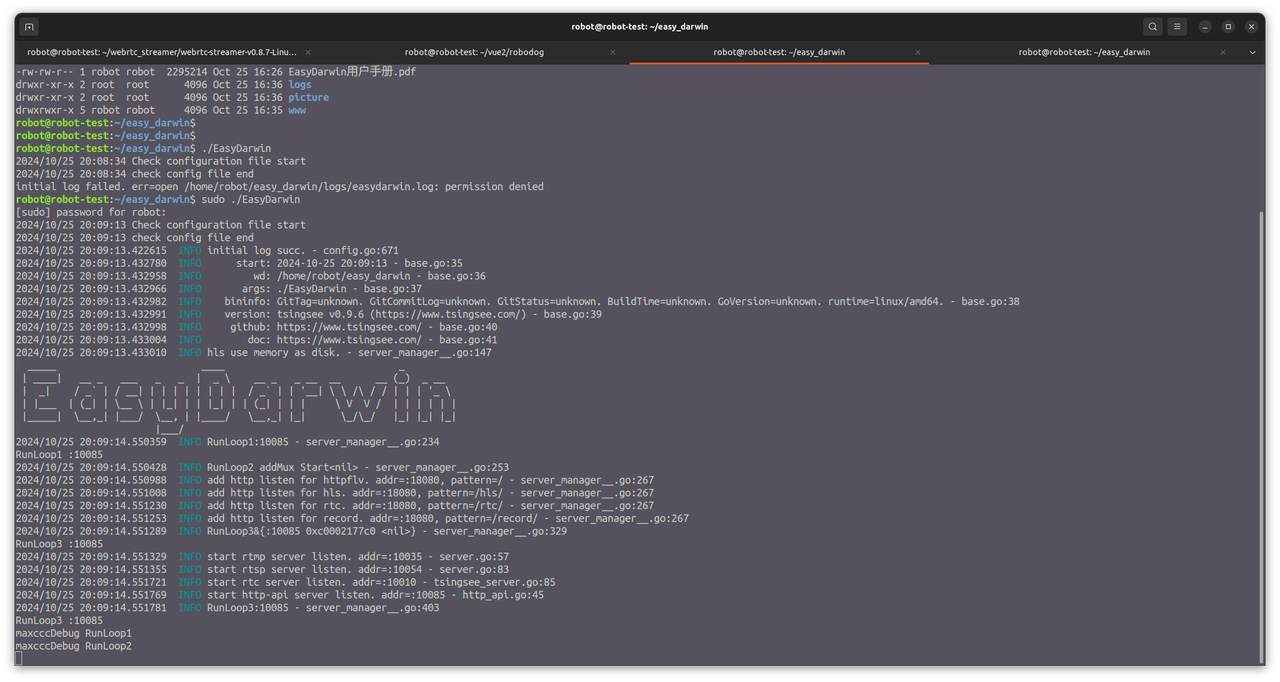 robot@robot-test: ~/easy_darwin
robot@robot-test: ~/webrtc_streamer/webrtc-streamer-v0.8.7-Linu...
robot@robot-test: ~/vue2/robodog
robot@robot-test: ~/easy_darwin
robot@robot-test: ~/easy_darwin
-rw-rw-r-- 1 robot robot  2295214 Oct 25 16:26 EasyDarwin用户手册.pdf
drwxr-xr-x 2 root  root      4096 Oct 25 16:36 logs
drwxr-xr-x 2 root  root      4096 Oct 25 16:36 picture
drwxrwxr-x 5 robot robot     4096 Oct 25 16:35 www
robot@robot-test:~/easy_darwin$
robot@robot-test:~/easy_darwin$
robot@robot-test:~/easy_darwin$ ./EasyDarwin
2024/10/25 20:08:34 Check configuration file start
2024/10/25 20:08:34 check config file end
initial log failed. err=open /home/robot/easy_darwin/logs/easydarwin.log: permission denied
robot@robot-test:~/easy_darwin$ sudo ./EasyDarwin
[sudo] password for robot:
2024/10/25 20:09:13 Check configuration file start
2024/10/25 20:09:13 check config file end
2024/10/25 20:09:13.422615  INFO initial log succ. - config.go:671
2024/10/25 20:09:13.432780  INFO      start: 2024-10-25 20:09:13 - base.go:35
2024/10/25 20:09:13.432958  INFO         wd: /home/robot/easy_darwin - base.go:36
2024/10/25 20:09:13.432966  INFO       args: ./EasyDarwin - base.go:37
2024/10/25 20:09:13.432982  INFO    bininfo: GitTag=unknown. GitCommitLog=unknown. GitStatus=unknown. BuildTime=unknown. GoVersion=unknown. runtime=linux/amd64. - base.go:38
2024/10/25 20:09:13.432991  INFO    version: tsingsee v0.9.6 (https://www.tsingsee.com/) - base.go:39
2024/10/25 20:09:13.432998  INFO     github: https://www.tsingsee.com/ - base.go:40
2024/10/25 20:09:13.433004  INFO        doc: https://www.tsingsee.com/ - base.go:41
2024/10/25 20:09:13.433010  INFO hls use memory as disk. - server_manager__.go:147
EasyDarwin
2024/10/25 20:09:14.550359  INFO RunLoop1:10085 - server_manager__.go:234
RunLoop1 :10085
2024/10/25 20:09:14.550428  INFO RunLoop2 addMux Start<nil> - server_manager__.go:253
2024/10/25 20:09:14.550988  INFO add http listen for httpflv. addr=:18080, pattern=/ - server_manager__.go:267
2024/10/25 20:09:14.551008  INFO add http listen for hls. addr=:18080, pattern=/hls/ - server_manager__.go:267
2024/10/25 20:09:14.551230  INFO add http listen for rtc. addr=:18080, pattern=/rtc/ - server_manager__.go:267
2024/10/25 20:09:14.551253  INFO add http listen for record. addr=:18080, pattern=/record/ - server_manager__.go:267
2024/10/25 20:09:14.551289  INFO RunLoop3&{:10085 0xc0002177c0 <nil>} - server_manager__.go:329
RunLoop3 :10085
2024/10/25 20:09:14.551329  INFO start rtmp server listen. addr=:10035 - server.go:57
2024/10/25 20:09:14.551355  INFO start rtsp server listen. addr=:10054 - server.go:83
2024/10/25 20:09:14.551721  INFO start rtc server listen. addr=:10010 - tsingsee_server.go:85
2024/10/25 20:09:14.551769  INFO start http-api server listen. addr=:10085 - http_api.go:45
2024/10/25 20:09:14.551781  INFO RunLoop3:10085 - server_manager__.go:403
RunLoop3 :10085
maxcccDebug RunLoop1
maxcccDebug RunLoop2